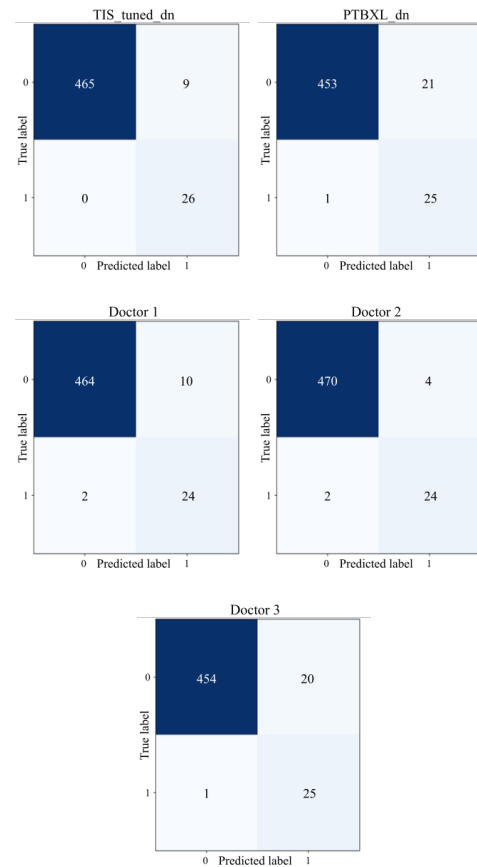 TIS_tuned_dn
0
465
9
True label
1
0
26
0 Predicted label 1
PTBXL_dn
0
453
21
True label
1
1
25
0 Predicted label 1
Doctor 1
0
464
10
True label
1
2
24
0 Predicted label 1
Doctor 2
0
470
4
True label
1
2
24
0 Predicted label 1
Doctor 3
0
454
20
True label
1
1
25
0 Predicted label 1